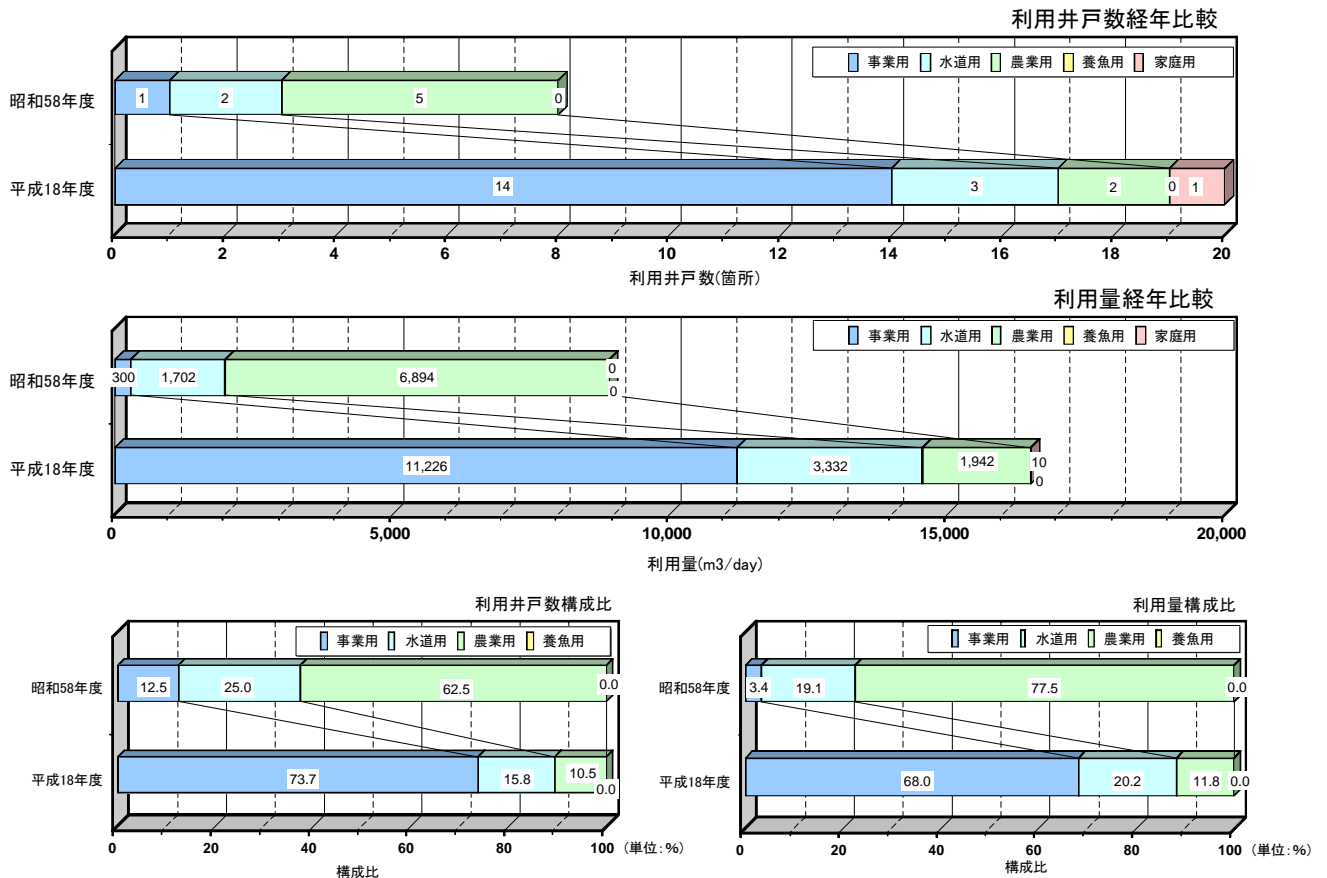 利用井戸数経年比較
事業用 水道用 農業用 養魚用 家庭用
昭和58年度 1 2 5 0
平成18年度 14 3 2 0 1
0 2 4 6 8 10 12 14 16 18 20
利用井戸数(箇所)
利用量経年比較
事業用 水道用 農業用 養魚用 家庭用
昭和58年度 300 1,702 6,894 0 0
平成18年度 11,226 3,332 1,942 10 0
0 5,000 10,000 15,000 20,000
利用量(m3/day)
利用井戸数構成比
事業用 水道用 農業用 養魚用
昭和58年度 12.5 25.0 62.5 0.0
平成18年度 73.7 15.8 10.5 0.0
0 20 40 60 80 100 (単位:%)
構成比
利用量構成比
事業用 水道用 農業用 養魚用
昭和58年度 3.4 19.1 77.5 0.0
平成18年度 68.0 20.2 11.8 0.0
0 20 40 60 80 100 (単位:%)
構成比